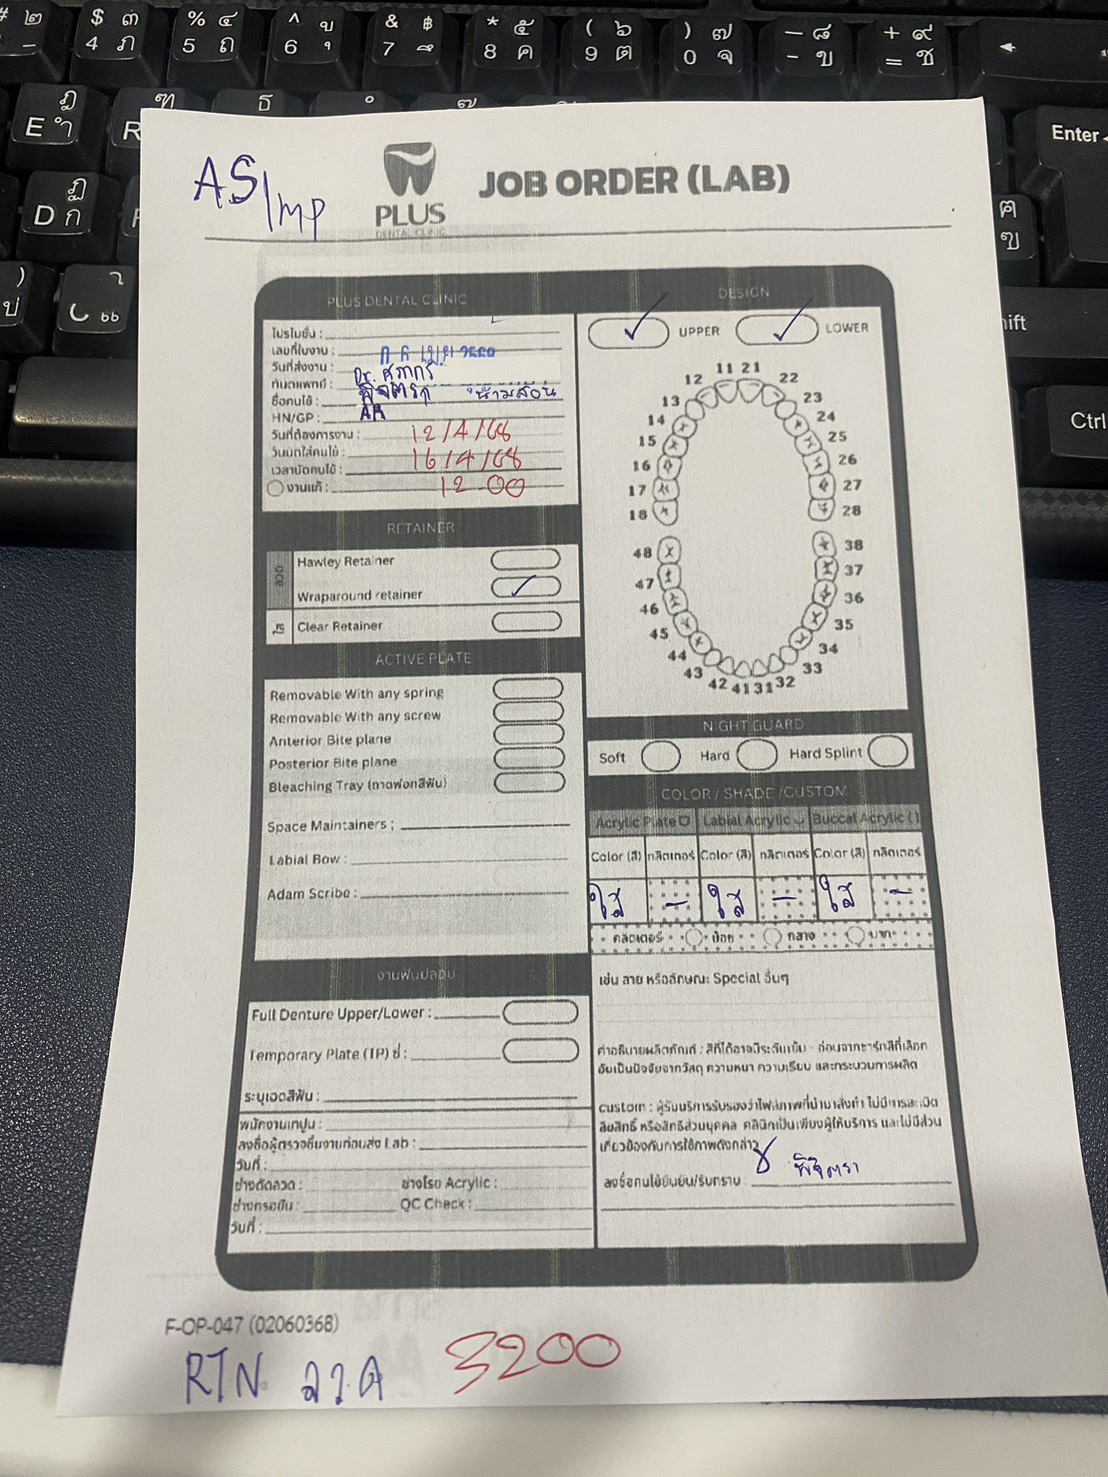 AS/mp
PLUS
DENTAL CLINIC
JOB ORDER (LAB)
PLUS DENTAL CLINIC
โปรโมชั่น :
เลขที่ใบงาน :
วันที่ส่งงาน :
ทันตแพทย์ : Dr. ศุภกร
ชื่อคนไข้ : พิจิตรา
HN/GP :
วันที่ต้องการงาน : 12/4/68
วันนัดใส่คนไข้ : 16/4/68
เวลานัดคนไข้ : 12 00
งานแก้ :
RETAINER
ลวด
Hawley Retainer
Wraparound retainer ✓
ใส
Clear Retainer
ACTIVE PLATE
Removable With any spring
Removable With any screw
Anterior Bite plane
Posterior Bite plane
Bleaching Tray (ถาดฟอกสีฟัน)
Space Maintainers :
Labial Bow :
Adam Scribe :
งานฟันปลอม
Full Denture Upper/Lower :
Temporary Plate (TP) ซี่ :
ระบุเฉดสีฟัน :
พนักงานเทปูน :
ลงชื่อผู้ตรวจชิ้นงานก่อนส่ง Lab :
วันที่ :
ช่างดัดลวด : ช่างโรย Acrylic :
ช่างกรอขัด : QC Check :
วันที่ :
DESIGN
✓ UPPER ✓ LOWER
11 21
12 22
13 23
14 24
15 25
16 26
17 27
18 28
48 38
47 37
46 36
45 35
44 34
43 33
42 41 31 32
NIGHT GUARD
Soft Hard Hard Splint
COLOR / SHADE /CUSTOM
Acrylic Plate Labial Acrylic Buccal Acrylic ( )
Color (สี) กลิตเตอร์ Color (สี) กลิตเตอร์ Color (สี) กลิตเตอร์
ใส - ใส - ใส -
กลิตเตอร์ น้อย กลาง มาก
เช่น ลาย หรือลักษณะ Special อื่นๆ
คำอธิบายผลิตภัณฑ์ : สีที่ได้อาจมีระดับเข้ม - อ่อนจากชาร์ทสีที่เลือก
อันเป็นปัจจัยจากวัสดุ ความหนา ความเรียบ และกระบวนการผลิต
custom : ผู้รับบริการรับรองว่าไฟล์ภาพที่นำมาสั่งทำ ไม่มีการละเมิด
ลิขสิทธิ์ หรือสิทธิส่วนบุคคล คลินิกเป็นเพียงผู้ให้บริการ และไม่มีส่วน
เกี่ยวข้องกับการใช้ภาพดังกล่าว
ลงชื่อคนไข้ยืนยัน/รับทราบ : พิจิตรา
F-OP-047 (02060368)
RTN ลวด 3200
Enter
Ctrl